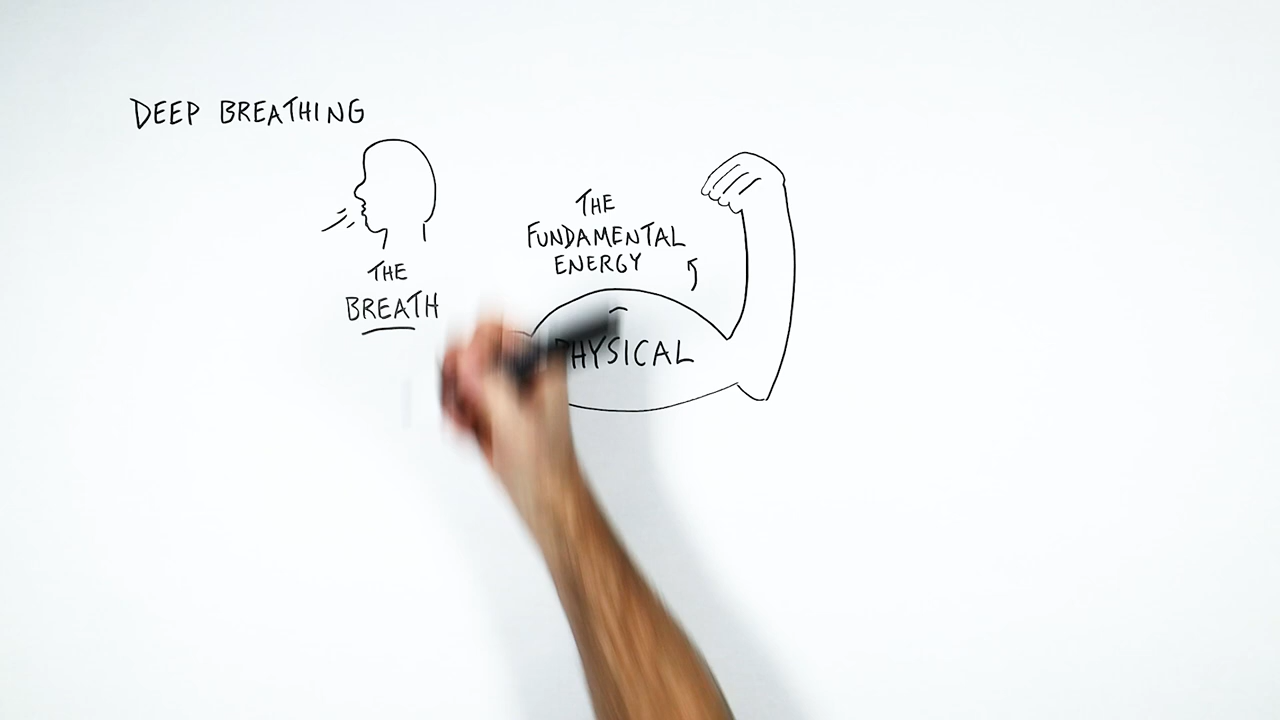 DEEP BREATHING
THE
BREATH
THE
FUNDAMENTAL
ENERGY
PHYSICAL